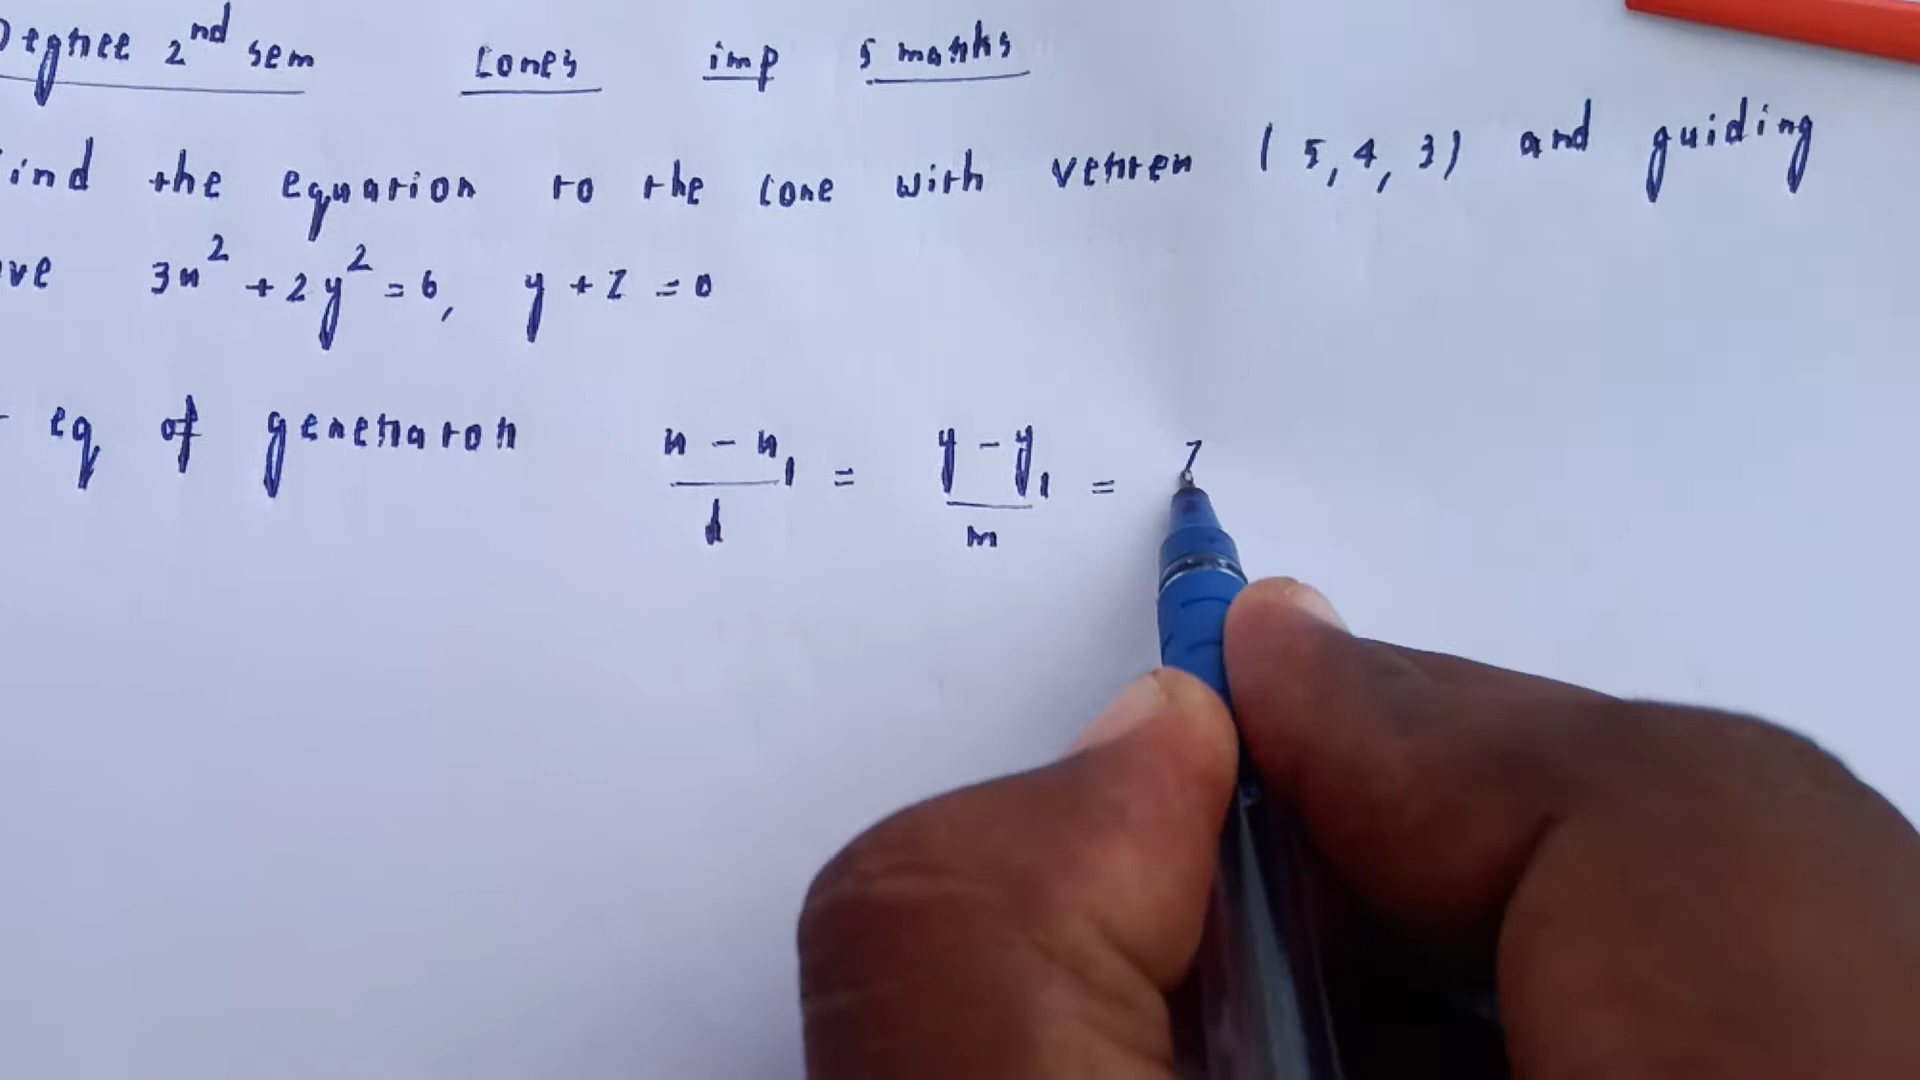 Degree 2nd sem cones imp 5 marks
ind the equation to the cone with vertex (5, 4, 3) and guiding
ve 3x² + 2y² = 6, y + z = 0
eq of generator x - x₁ / l = y - y₁ / m = z